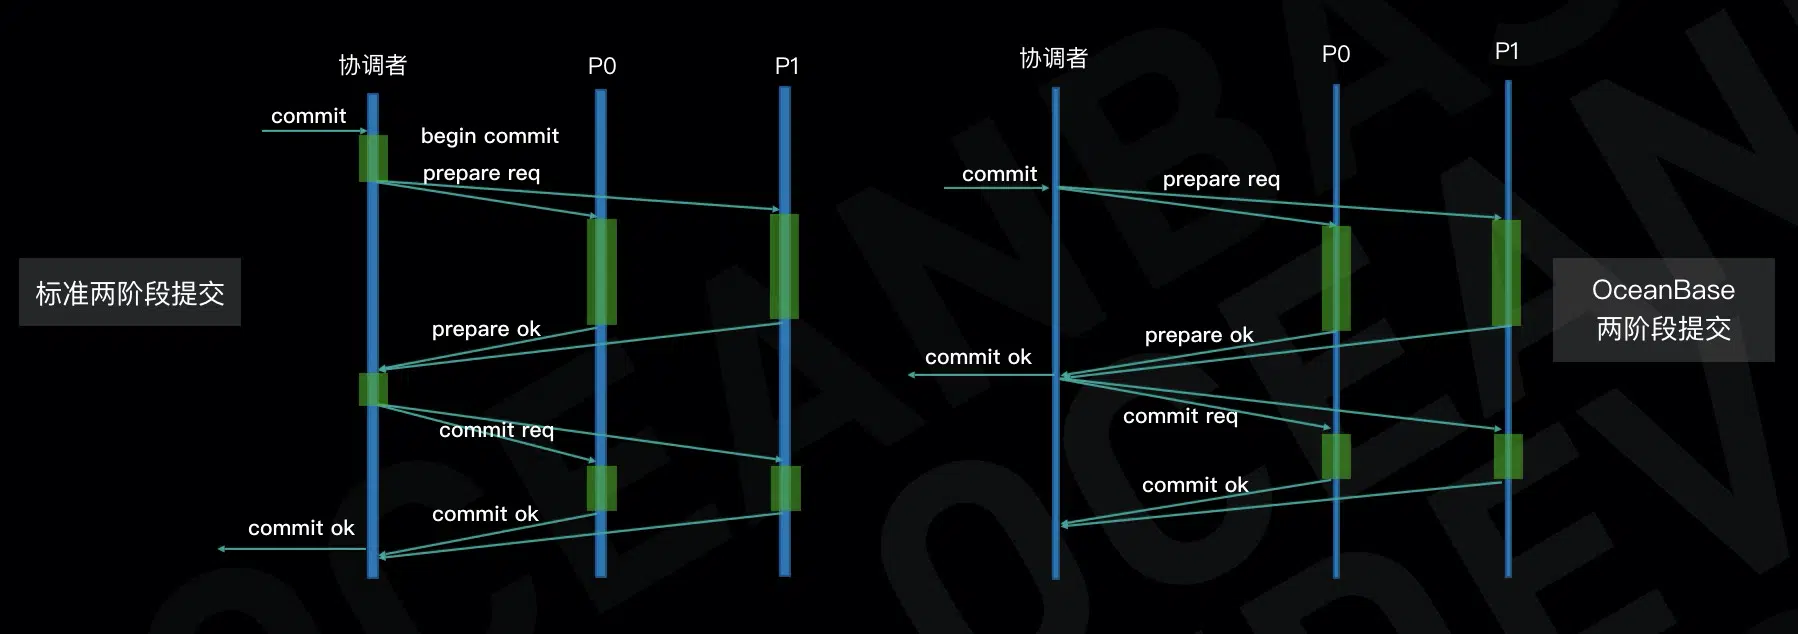 协调者
P0
P1
commit
begin commit
prepare req
标准两阶段提交
prepare ok
commit req
commit ok
commit ok
协调者
P0
P1
commit
prepare req
OceanBase
两阶段提交
prepare ok
commit ok
commit req
commit ok